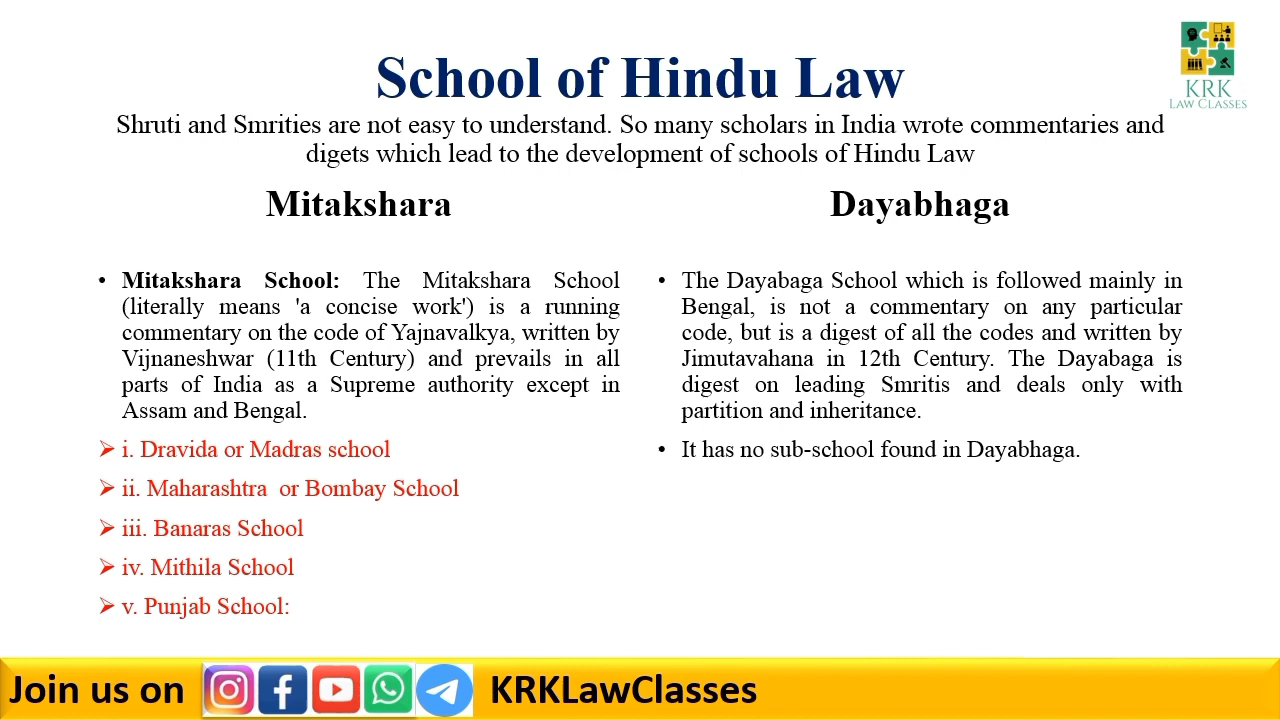 School of Hindu Law
KRK
LAW CLASSES
Shruti and Smrities are not easy to understand. So many scholars in India wrote commentaries and
digets which lead to the development of schools of Hindu Law
Mitakshara
• Mitakshara School: The Mitakshara School
(literally means 'a concise work') is a running
commentary on the code of Yajnavalkya, written by
Vijnaneshwar (11th Century) and prevails in all
parts of India as a Supreme authority except in
Assam and Bengal.
➢ i. Dravida or Madras school
➢ ii. Maharashtra or Bombay School
➢ iii. Banaras School
➢ iv. Mithila School
➢ v. Punjab School:
Dayabhaga
• The Dayabaga School which is followed mainly in
Bengal, is not a commentary on any particular
code, but is a digest of all the codes and written by
Jimutavahana in 12th Century. The Dayabaga is
digest on leading Smritis and deals only with
partition and inheritance.
• It has no sub-school found in Dayabhaga.
Join us on KRKLawClasses